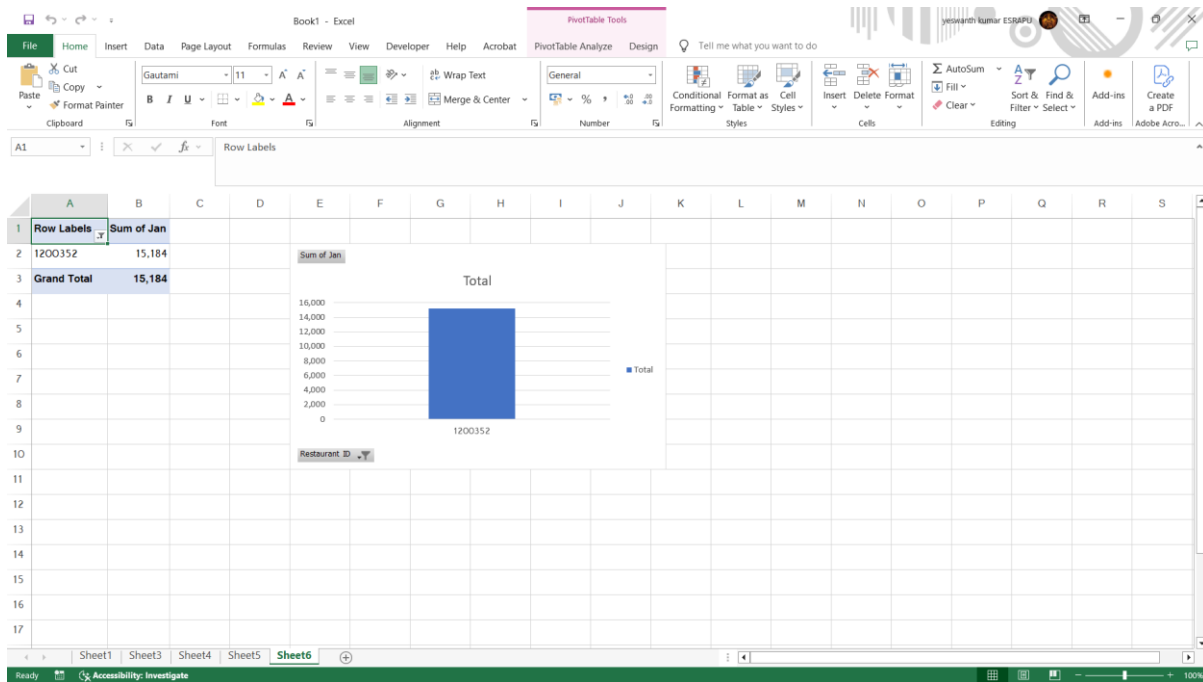 Book1 - Excel
PivotTable Tools
yeswanth kumar ESRAPU
File Home Insert Data Page Layout Formulas Review View Developer Help Acrobat PivotTable Analyze Design Tell me what you want to do
Paste
Cut
Copy
Format Painter
Clipboard
Gautami 11
B I U
Font
Wrap Text
Merge & Center
Alignment
General
Number
Conditional Formatting
Format as Table
Cell Styles
Styles
Insert Delete Format
Cells
AutoSum
Fill
Clear
Sort & Filter
Find & Select
Editing
Add-ins
Add-ins
Create a PDF
Adobe Acro...
A1 fx Row Labels
A B C D E F G H I J K L M N O P Q R S
1 Row Labels Sum of Jan
2 1200352 15,184
3 Grand Total 15,184
4
5
6
7
8
9
10
11
12
13
14
15
16
17
Sum of Jan
Total
16,000
14,000
12,000
10,000
8,000
6,000
4,000
2,000
0
1200352
Total
Restaurant ID
Sheet1 Sheet3 Sheet4 Sheet5 Sheet6
Ready Accessibility: Investigate 100%